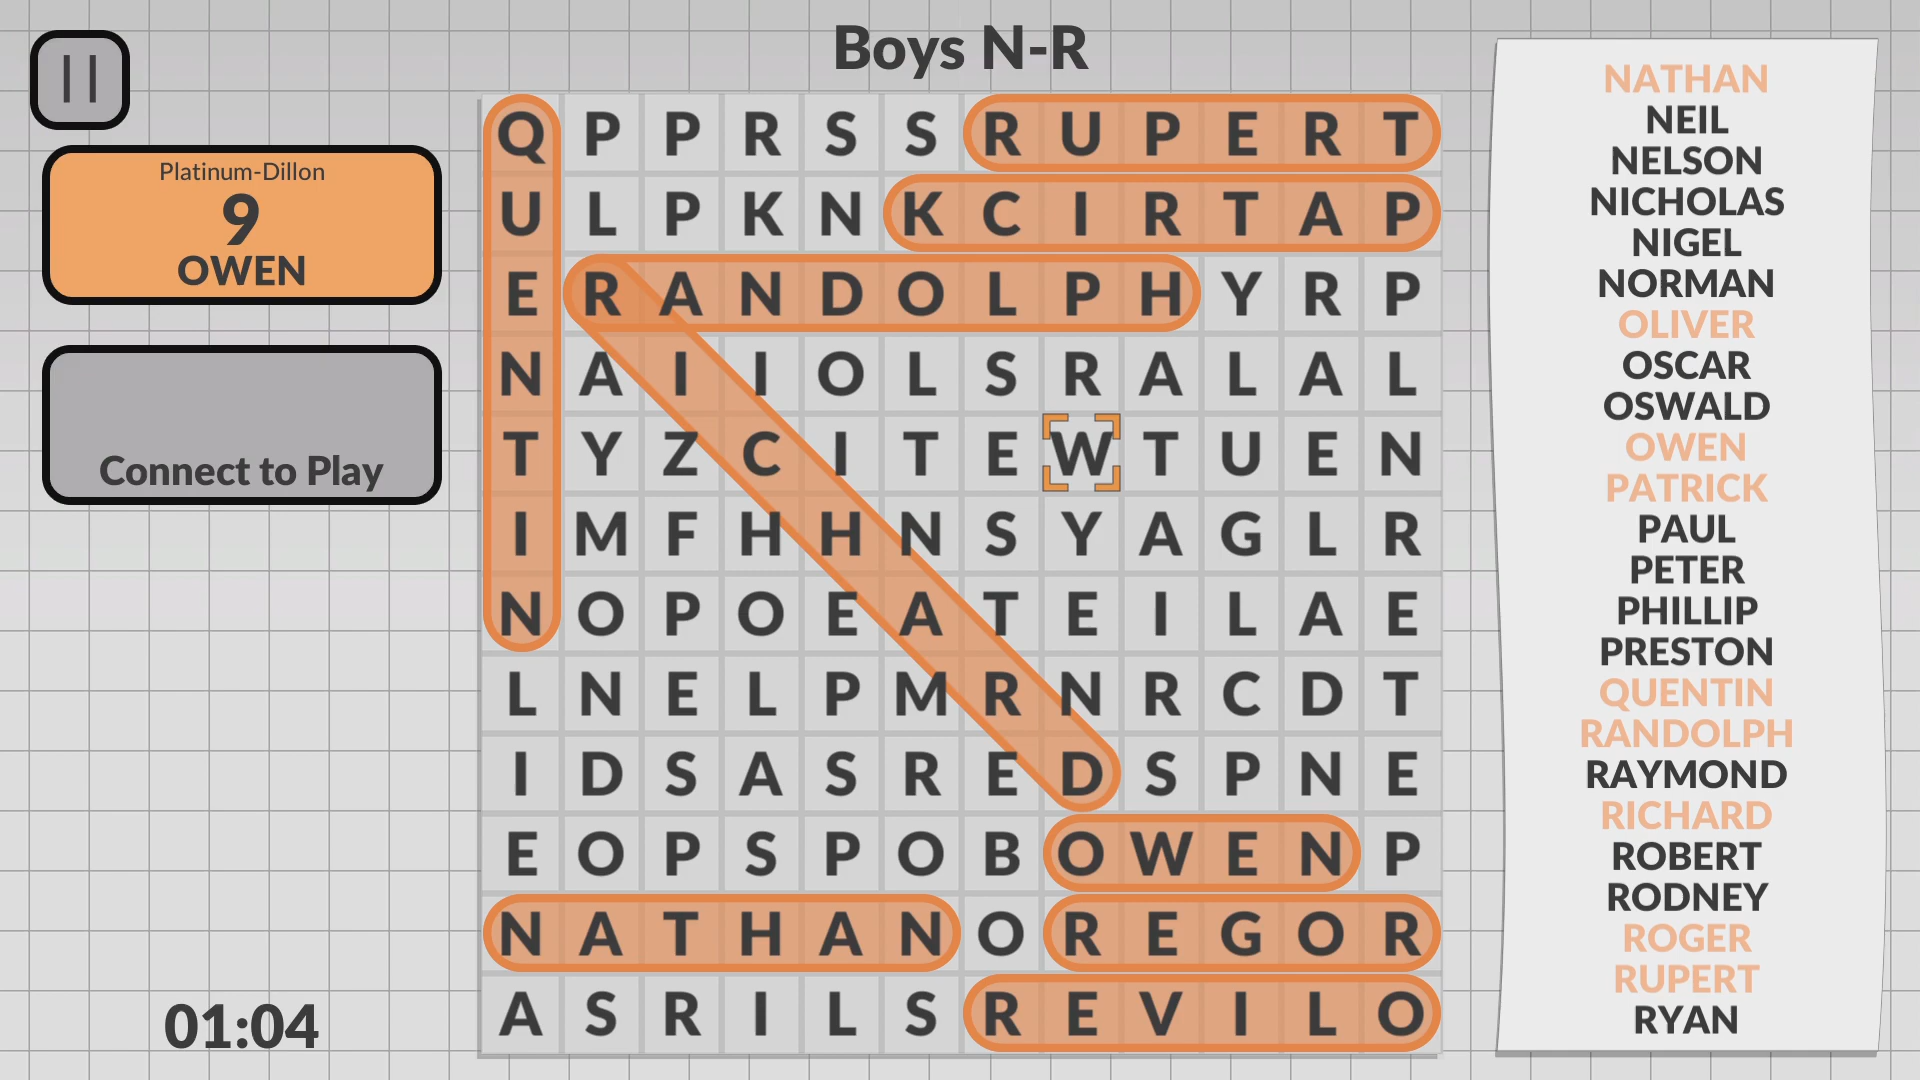 Boys N-R
Platinum-Dillon
9
OWEN
Connect to Play
01:04
Q P P R S S R U P E R T
U L P K N K C I R T A P
E R A N D O L P H Y R P
N A I I O L S R A L A L
T Y Z C I T E W T U E N
I M F H H N S Y A G L R
N O P O E A T E I L A E
L N E L P M R N R C D T
I D S A S R E D S P N E
E O P S P O B O W E N P
N A T H A N O R E G O R
A S R I L S R E V I L O
NATHAN
NEIL
NELSON
NICHOLAS
NIGEL
NORMAN
OLIVER
OSCAR
OSWALD
OWEN
PATRICK
PAUL
PETER
PHILLIP
PRESTON
QUENTIN
RANDOLPH
RAYMOND
RICHARD
ROBERT
RODNEY
ROGER
RUPERT
RYAN